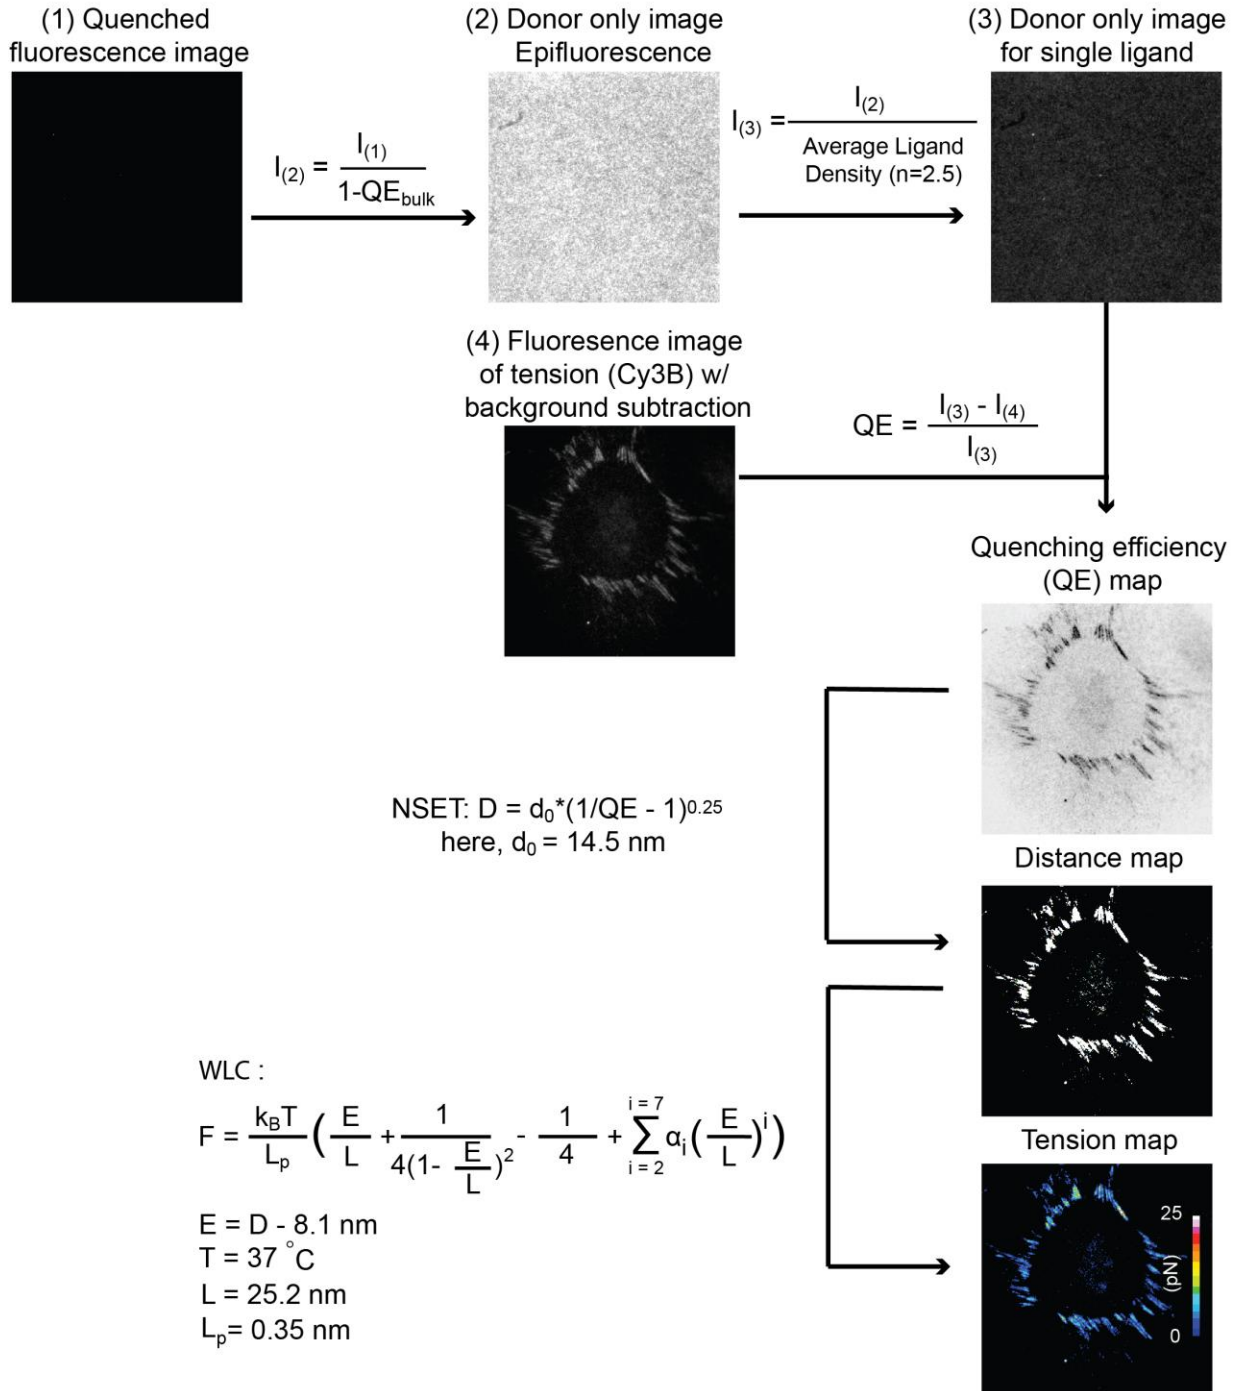 (1) Quenched
fluorescence image
(2) Donor only image
Epifluorescence
(3) Donor only image
for single ligand
I(2) = I(1) / 1-QEbulk
I(3) = I(2) / Average Ligand
Density (n=2.5)
(4) Fluoresence image
of tension (Cy3B) w/
background subtraction
QE = I(3) - I(4) / I(3)
Quenching efficiency
(QE) map
NSET: D = d₀*(1/QE - 1)^0.25
here, d₀ = 14.5 nm
Distance map
WLC :
F = kBT / Lp ( E / L + 1 / 4(1- E / L )² - 1 / 4 + Σ i = 2 i = 7 αi ( E / L )^i )
E = D - 8.1 nm
T = 37 °C
L = 25.2 nm
Lp= 0.35 nm
Tension map
25
(pN)
0